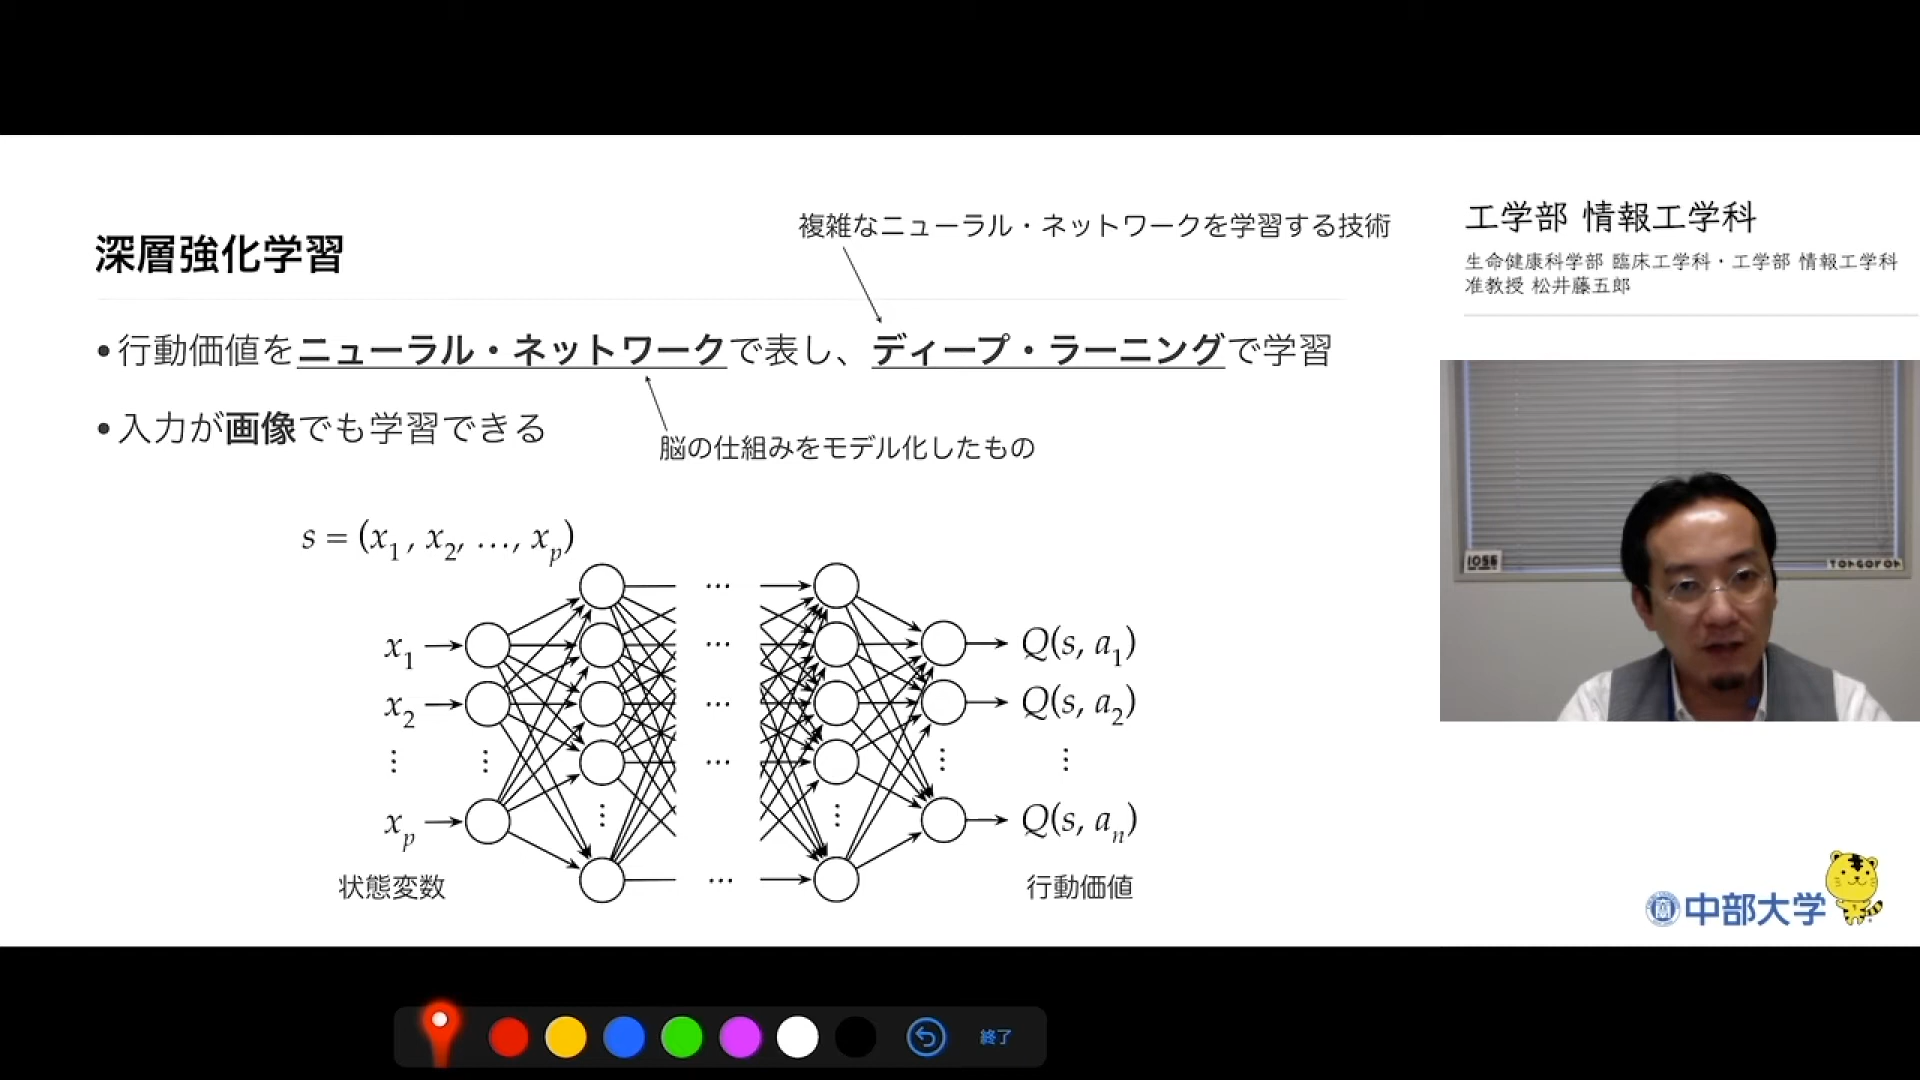 複雑なニューラル・ネットワークを学習する技術
深層強化学習
•行動価値をニューラル・ネットワークで表し、ディープ・ラーニングで学習
•入力が画像でも学習できる
脳の仕組みをモデル化したもの
s = (x1, x2, …, xp)
… 
x1 … Q(s, a1)
x2 … Q(s, a2)
⋮ ⋮ … ⋮ ⋮
⋮ ⋮
xp Q(s, an)
状態変数 … 行動価値
工学部 情報工学科
生命健康科学部 臨床工学科・工学部 情報工学科
准教授 松井藤五郎
中部大学
終了